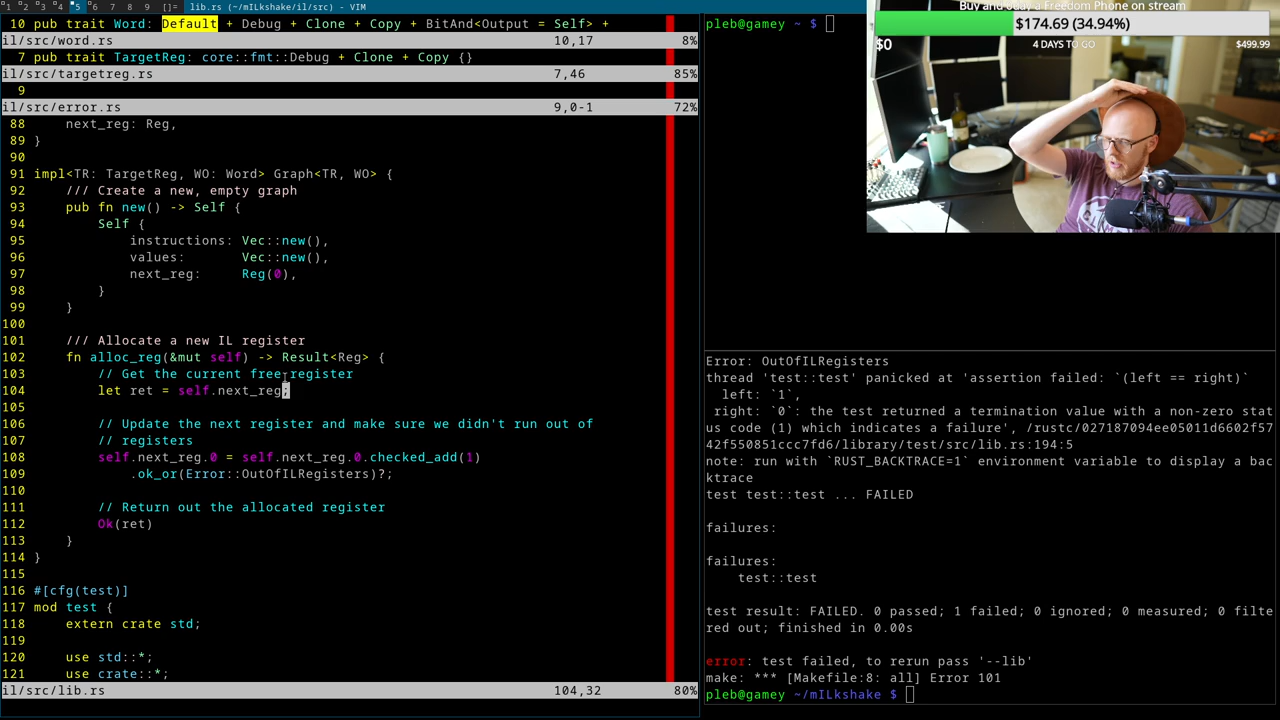 1 2 3 4 5 6 7 8 9 []= lib.rs (~/mILkshake/il/src) - VIM
10 pub trait Word: Default + Debug + Clone + Copy + BitAnd<Output = Self> +
il/src/word.rs 10,17 8%
7 pub trait TargetReg: core::fmt::Debug + Clone + Copy {}
il/src/targetreg.rs 7,46 85%
9
il/src/error.rs 9,0-1 72%
88 next_reg: Reg,
89 }
90
91 impl<TR: TargetReg, WO: Word> Graph<TR, WO> {
92 /// Create a new, empty graph
93 pub fn new() -> Self {
94 Self {
95 instructions: Vec::new(),
96 values: Vec::new(),
97 next_reg: Reg(0),
98 }
99 }
100
101 /// Allocate a new IL register
102 fn alloc_reg(&mut self) -> Result<Reg> {
103 // Get the current free register
104 let ret = self.next_reg;
105
106 // Update the next register and make sure we didn't run out of
107 // registers
108 self.next_reg.0 = self.next_reg.0.checked_add(1)
109 .ok_or(Error::OutOfILRegisters)?;
110
111 // Return out the allocated register
112 Ok(ret)
113 }
114 }
115
116 #[cfg(test)]
117 mod test {
118 extern crate std;
119
120 use std::*;
121 use crate::*;
il/src/lib.rs 104,32 80%
pleb@gamey ~ $
Buy and 
 a Freedom Phone on stream
$174.69 (34.94%)
$0 4 DAYS TO GO $499.99
Error: OutOfILRegisters
thread 'test::test' panicked at 'assertion failed: `(left == right)`
left: `1`,
right: `0`: the test returned a termination value with a non-zero stat
us code (1) which indicates a failure', /rustc/027187094ee05011d6602f57
42f550851ccc7fd6/library/test/src/lib.rs:194:5
note: run with `RUST_BACKTRACE=1` environment variable to display a bac
ktrace
test test::test ... FAILED
failures:
failures:
test::test
test result: FAILED. 0 passed; 1 failed; 0 ignored; 0 measured; 0 filte
red out; finished in 0.00s
error: test failed, to rerun pass '--lib'
make: *** [Makefile:8: all] Error 101
pleb@gamey ~/mILkshake $